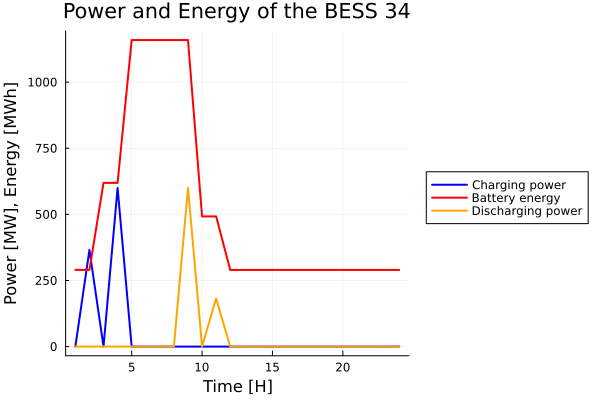 Power and Energy of the BESS 34
Power [MW], Energy [MWh]
1000
750
500
250
0
5
10
15
20
Time [H]
Charging power
Battery energy
Discharging power